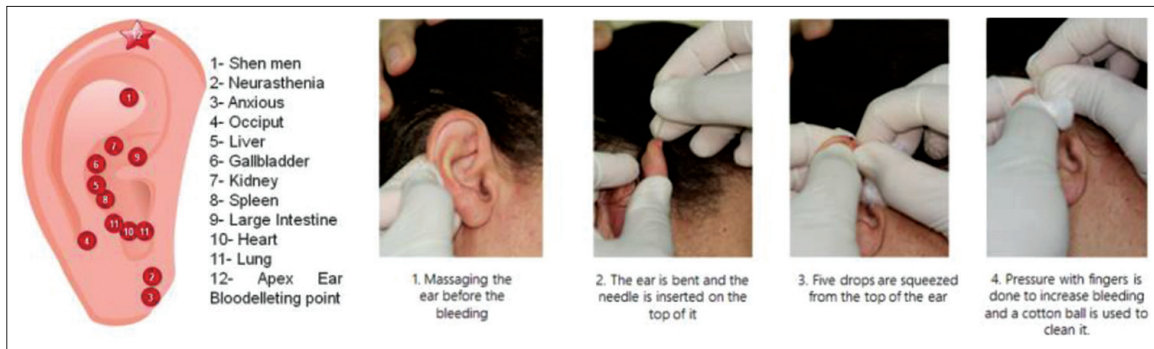 12
1
7
9
6
5
8
11
10
11
4
2
3
1- Shen men
2- Neurasthenia
3- Anxious
4- Occiput
5- Liver
6- Gallbladder
7- Kidney
8- Spleen
9- Large Intestine
10- Heart
11- Lung
12- Apex Ear
Bloodelleting point
1. Massaging the
ear before the
bleeding
2. The ear is bent and the
needle is inserted on the
top of it
3. Five drops are squeezed
from the top of the ear
4. Pressure with fingers is
done to increase bleeding
and a cotton ball is used to
clean it.